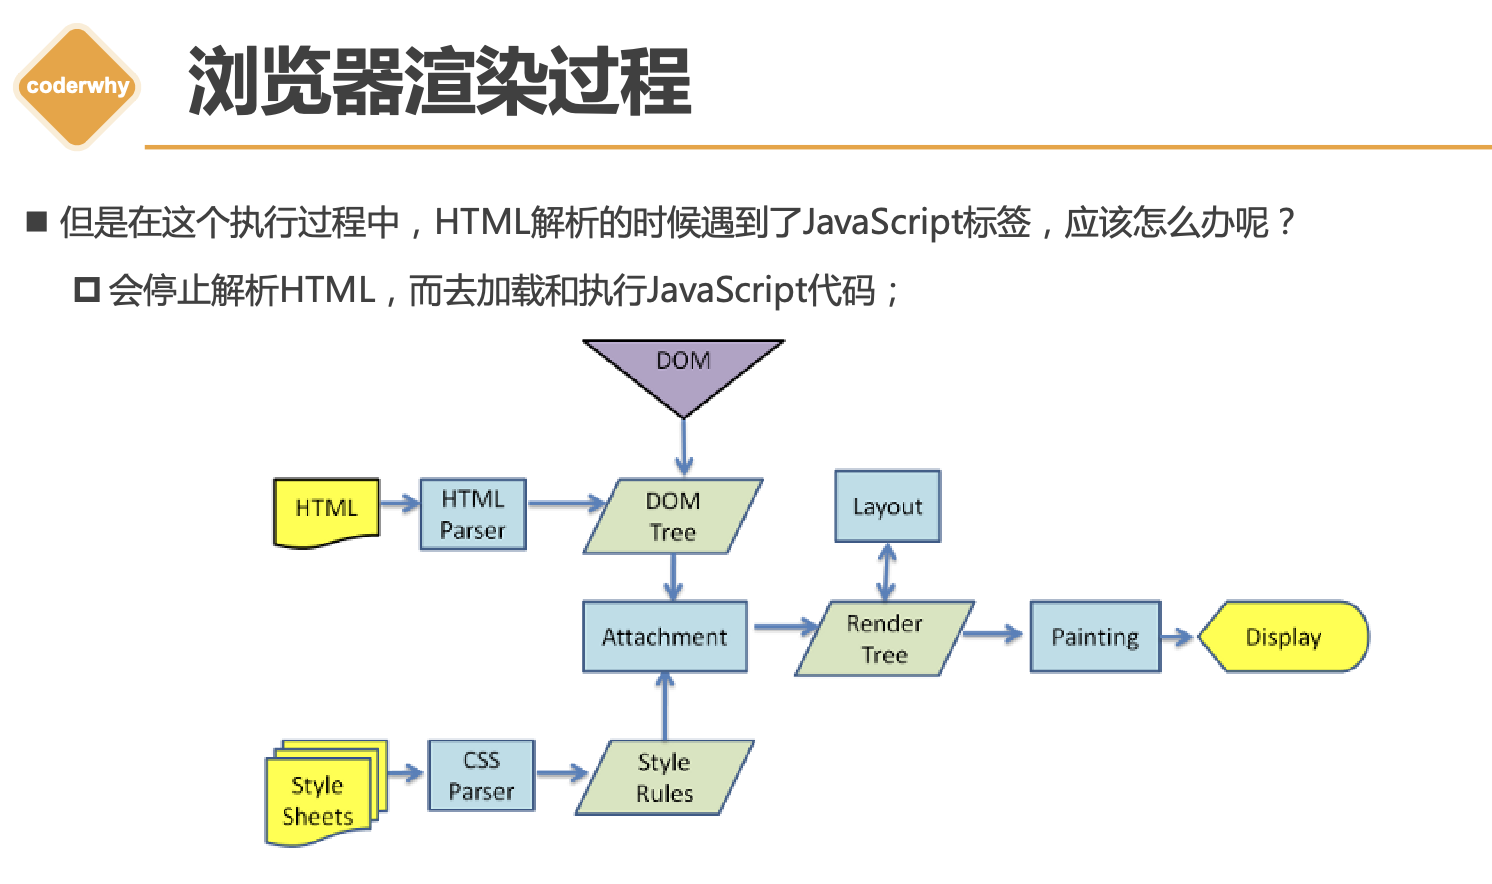 coderwhy
浏览器渲染过程
但是在这个执行过程中，HTML解析的时候遇到了JavaScript标签，应该怎么办呢？
会停止解析HTML，而去加载和执行JavaScript代码；
DOM
HTML
HTML
Parser
DOM
Tree
Layout
Attachment
Render
Tree
Painting
Display
Style
Sheets
CSS
Parser
Style
Rules